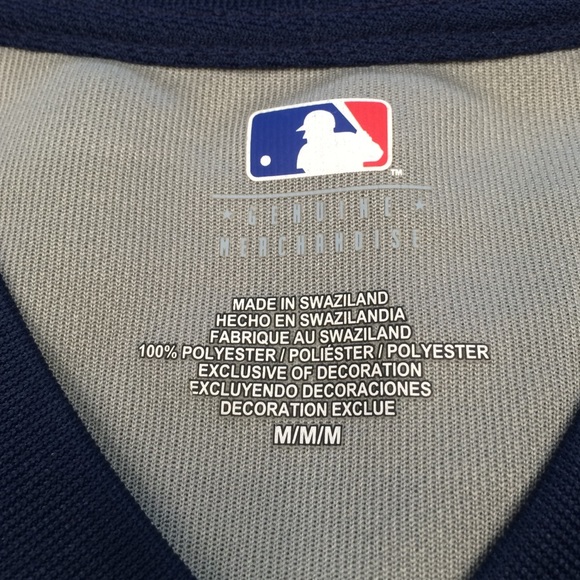 TM
GENUINE
MERCHANDISE
MADE IN SWAZILAND
HECHO EN SWAZILANDIA
FABRIQUE AU SWAZILAND
100% POLYESTER / POLIÉSTER / POLYESTER
EXCLUSIVE OF DECORATION
EXCLUYENDO DECORACIONES
DECORATION EXCLUE
M/M/M